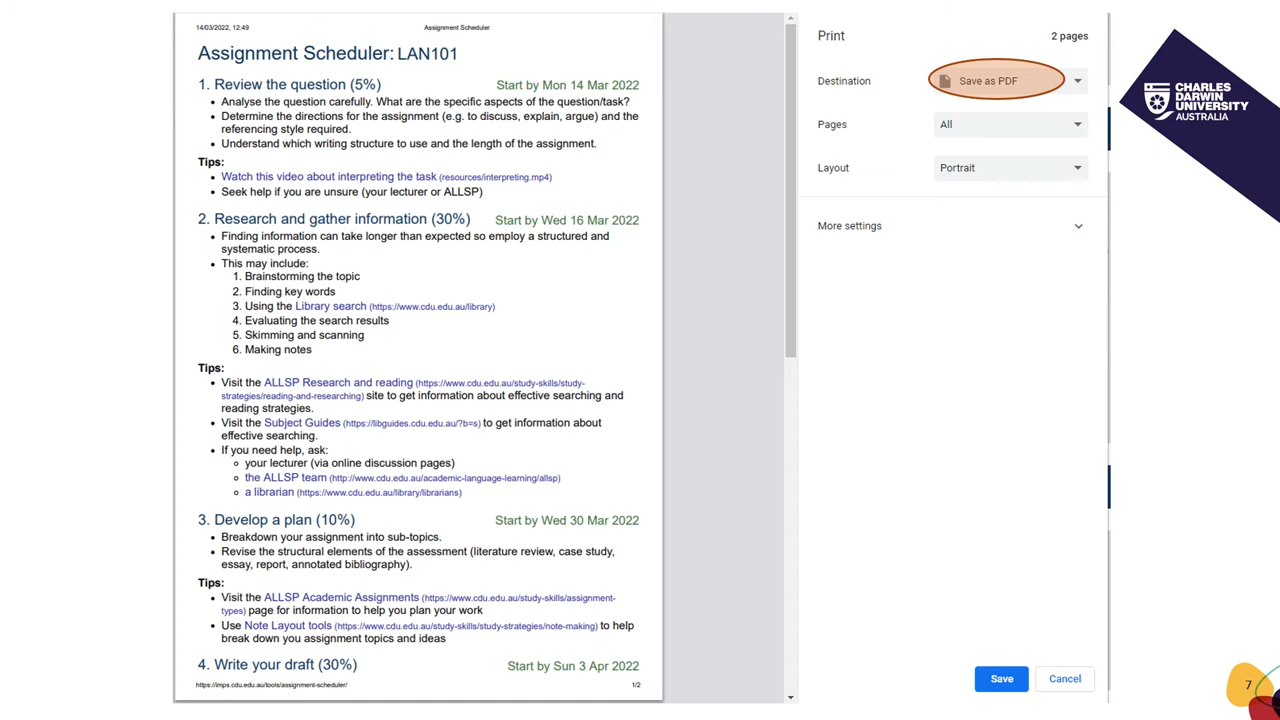 14/03/2022, 12:49
Assignment Scheduler
Assignment Scheduler: LAN101
1. Review the question (5%)
Start by Mon 14 Mar 2022
• Analyse the question carefully. What are the specific aspects of the question/task?
• Determine the directions for the assignment (e.g. to discuss, explain, argue) and the
referencing style required.
• Understand which writing structure to use and the length of the assignment.
Tips:
• Watch this video about interpreting the task (resources/interpreting.mp4)
• Seek help if you are unsure (your lecturer or ALLSP)
2. Research and gather information (30%)
Start by Wed 16 Mar 2022
• Finding information can take longer than expected so employ a structured and
systematic process.
• This may include:
1. Brainstorming the topic
2. Finding key words
3. Using the Library search (https://www.cdu.edu.au/library)
4. Evaluating the search results
5. Skimming and scanning
6. Making notes
Tips:
• Visit the ALLSP Research and reading (https://www.cdu.edu.au/study-skills/study-
strategies/reading-and-researching) site to get information about effective searching and
reading strategies.
• Visit the Subject Guides (https://libguides.cdu.edu.au/?b=s) to get information about
effective searching.
• If you need help, ask:
○ your lecturer (via online discussion pages)
○ the ALLSP team (http://www.cdu.edu.au/academic-language-learning/allsp)
○ a librarian (https://www.cdu.edu.au/library/librarians)
3. Develop a plan (10%)
Start by Wed 30 Mar 2022
• Breakdown your assignment into sub-topics.
• Revise the structural elements of the assessment (literature review, case study,
essay, report, annotated bibliography).
Tips:
• Visit the ALLSP Academic Assignments (https://www.cdu.edu.au/study-skills/assignment-
types) page for information to help you plan your work
• Use Note Layout tools (https://www.cdu.edu.au/study-skills/study-strategies/note-making) to help
break down you assignment topics and ideas
4. Write your draft (30%)
Start by Sun 3 Apr 2022
https://imps.cdu.edu.au/tools/assignment-scheduler/
1/2
Print
2 pages
Destination
Save as PDF
Pages
All
Layout
Portrait
More settings
Save
Cancel
CHARLES
DARWIN
UNIVERSITY
AUSTRALIA
7